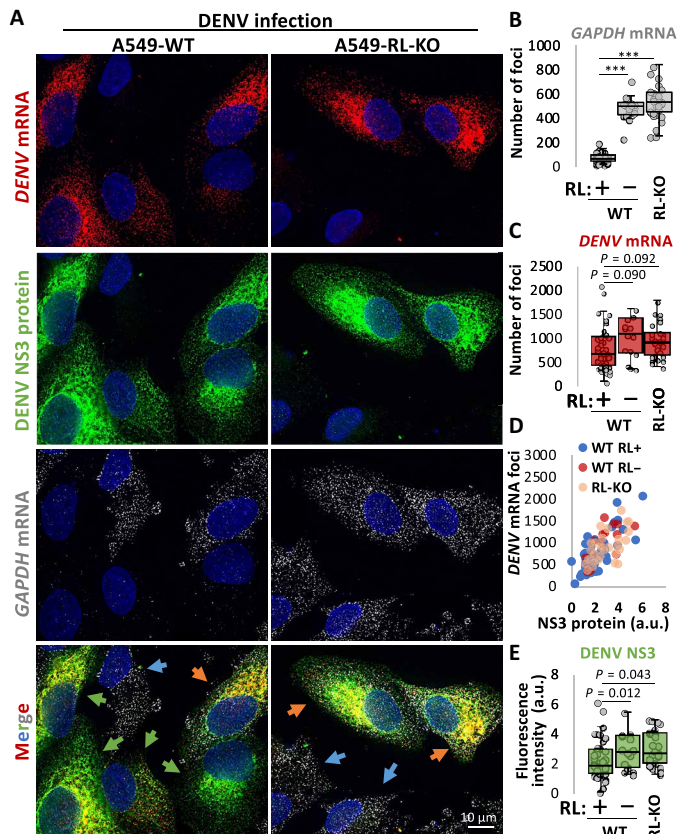 A
DENV infection
A549-WT
A549-RL-KO
DENV mRNA
DENV NS3 protein
GAPDH mRNA
Merge
10 µm
B
GAPDH mRNA
Number of foci
1000
800
600
400
200
0
***
***
RL: + −
WT
RL-KO
C
DENV mRNA
P = 0.092
P = 0.090
Number of foci
2500
2000
1500
1000
500
0
RL: + −
WT
RL-KO
D
WT RL+
WT RL−
RL-KO
DENV mRNA foci
3000
2500
2000
1500
1000
500
0
0 2 4 6 8
NS3 protein (a.u.)
E
DENV NS3
P = 0.043
P = 0.012
Fluorescence
intensity (a.u.)
8
6
4
2
0
RL: + −
WT
RL-KO